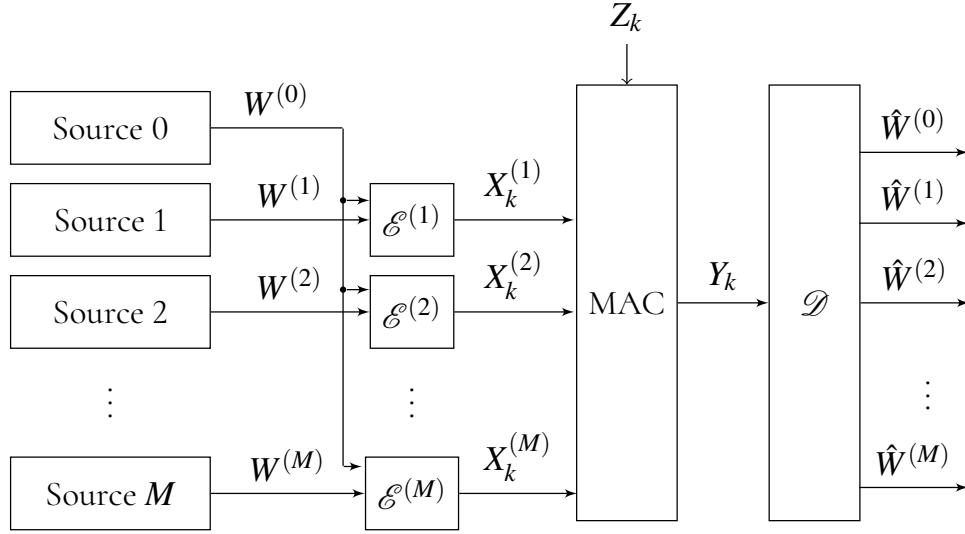 Z_k
Source 0 W^{(0)}
Source 1 W^{(1)} ℰ^{(1)} X_k^{(1)}
Source 2 W^{(2)} ℰ^{(2)} X_k^{(2)}
MAC Y_k 𝒟
⋮ ⋮
Source M W^{(M)} ℰ^{(M)} X_k^{(M)}
Ŵ^{(0)}
Ŵ^{(1)}
Ŵ^{(2)}
⋮
Ŵ^{(M)}